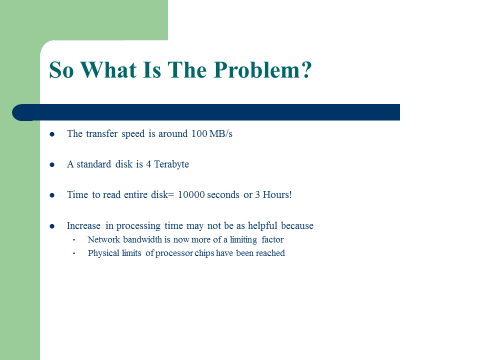 So What Is The Problem?
The transfer speed is around 100 MB/s
A standard disk is 4 Terabyte
Time to read entire disk= 10000 seconds or 3 Hours!
Increase in processing time may not be as helpful because
Network bandwidth is now more of a limiting factor
Physical limits of processor chips have been reached